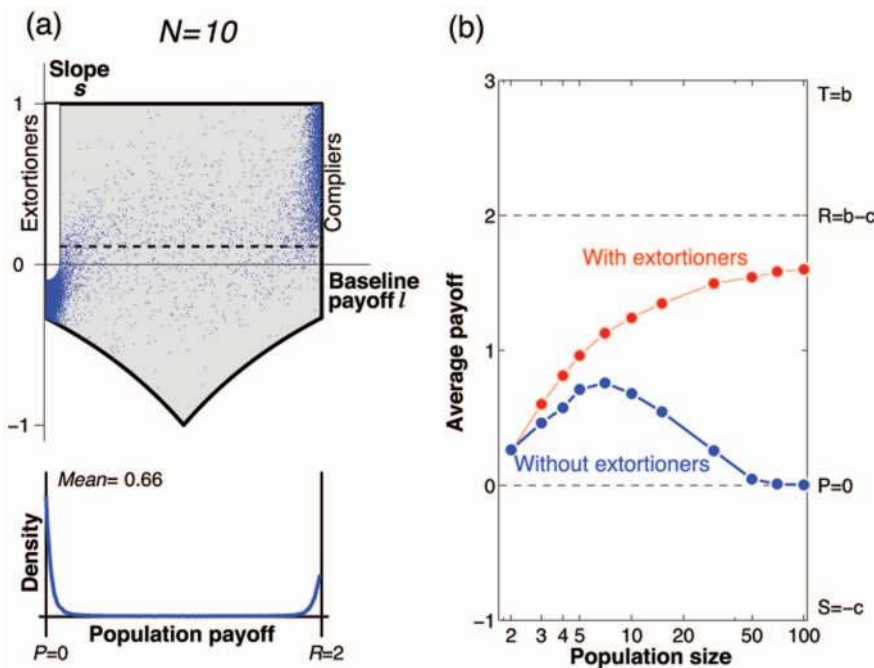 (a)
N=10
Slope
s
1
0
-1
Extortioners
Compliers
Baseline
payoff l
Mean= 0.66
Density
Population payoff
P=0
R=2
(b)
3
2
1
0
-1
Average payoff
T=b
R=b-c
P=0
S=-c
With extortioners
Without extortioners
2 3 4 5 10 20 50 100
Population size